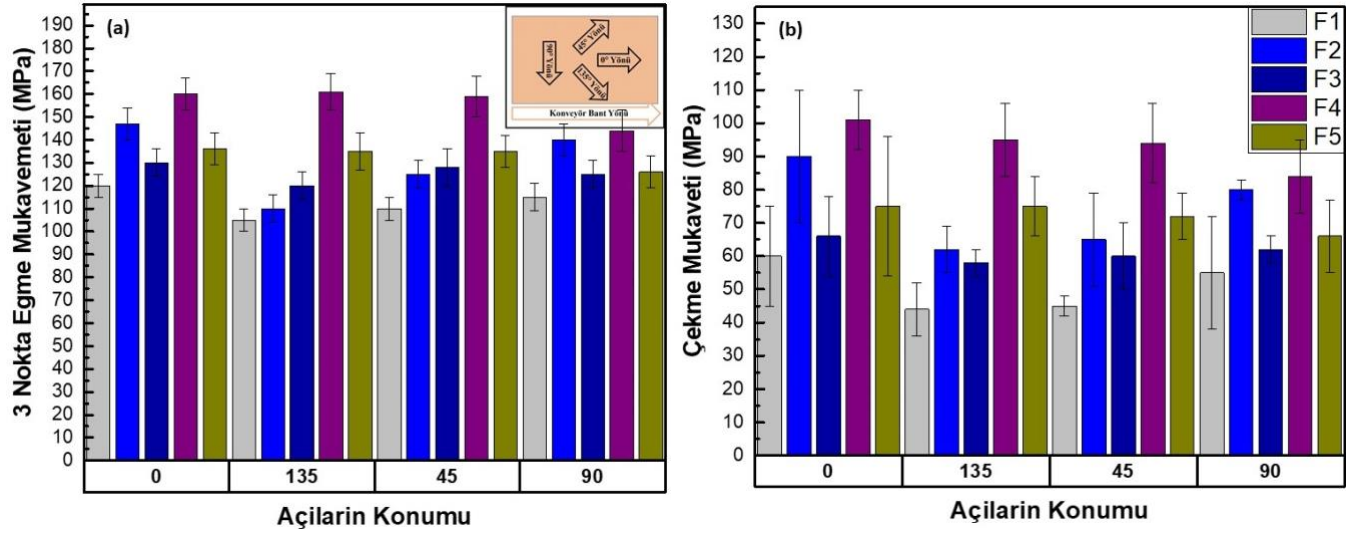 (a)
3 Nokta Egme Mukavemeti (MPa)
190
180
170
160
150
140
130
120
110
100
90
80
70
60
50
40
30
20
10
0
45° Yönü
90° Yönü
0° Yönü
135° Yönü
Konveyör Bant Yönü
0 135 45 90
Açilarin Konumu
(b)
Çekme Mukaveti (MPa)
130
120
110
100
90
80
70
60
50
40
30
20
10
0
F1
F2
F3
F4
F5
0 135 45 90
Açilarin Konumu